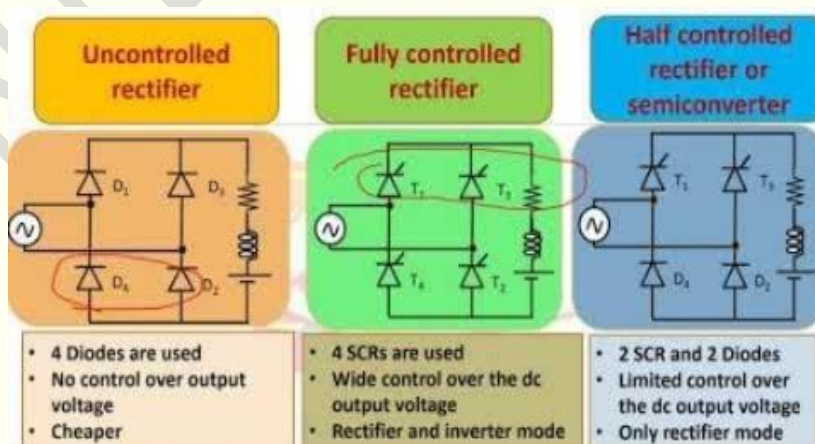 Uncontrolled
rectifier
Fully controlled
rectifier
Half controlled
rectifier or
semiconverter
D1
D3
D4
D2
T1
T3
T4
T2
T1
T3
D4
D2
• 4 Diodes are used
• No control over output
voltage
• Cheaper
• 4 SCRs are used
• Wide control over the dc
output voltage
• Rectifier and inverter mode
• 2 SCR and 2 Diodes
• Limited control over
the dc output voltage
• Only rectifier mode